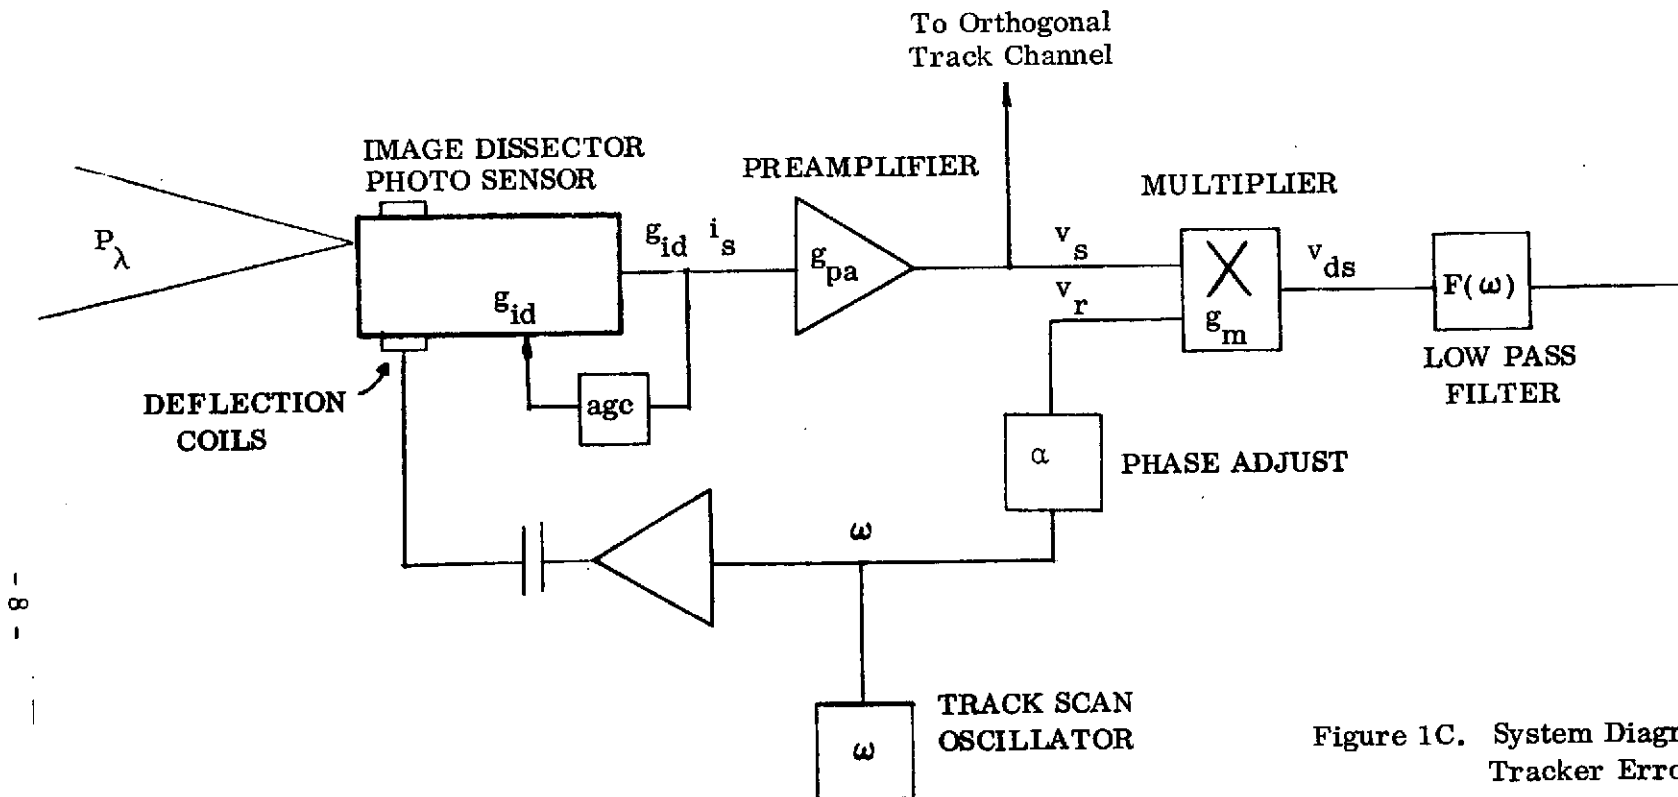 To Orthogonal
Track Channel
IMAGE DISSECTOR
PHOTO SENSOR
PREAMPLIFIER
MULTIPLIER
P_λ
g_id i_s
g_pa
v_s
v_r
X
g_m
v_ds
F(ω)
g_id
LOW PASS
FILTER
DEFLECTION
COILS
agc
α
PHASE ADJUST
ω
- 8 -
TRACK SCAN
OSCILLATOR
ω
Figure 1C. System Diagr
Tracker Erro